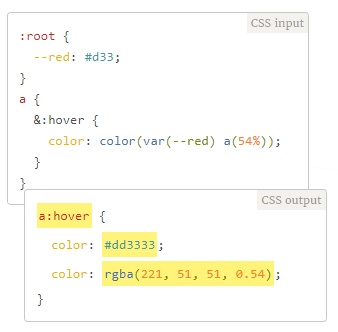 CSS input
:root {
--red: #d33;
}
a {
&:hover {
color: color(var(--red) a(54%));
}
}
CSS output
a:hover {
color: #dd3333;
color: rgba(221, 51, 51, 0.54);
}